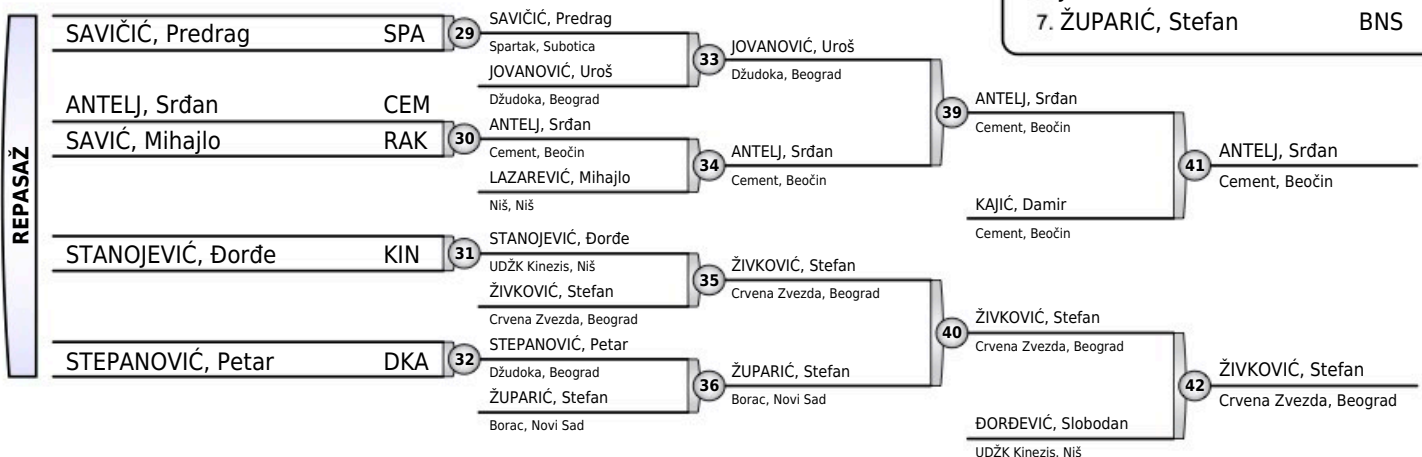 7. ŽUPARIĆ, Stefan BNS
REPASAŽ
SAVIČIĆ, Predrag SPA
ANTELJ, Srđan CEM
SAVIĆ, Mihajlo RAK
STANOJEVIĆ, Đorđe KIN
STEPANOVIĆ, Petar DKA
29
SAVIČIĆ, Predrag
Spartak, Subotica
JOVANOVIĆ, Uroš
Džudoka, Beograd
30
ANTELJ, Srđan
Cement, Beočin
LAZAREVIĆ, Mihajlo
Niš, Niš
31
STANOJEVIĆ, Đorđe
UDŽK Kinezis, Niš
ŽIVKOVIĆ, Stefan
Crvena Zvezda, Beograd
32
STEPANOVIĆ, Petar
Džudoka, Beograd
ŽUPARIĆ, Stefan
Borac, Novi Sad
33
JOVANOVIĆ, Uroš
Džudoka, Beograd
34
ANTELJ, Srđan
Cement, Beočin
35
ŽIVKOVIĆ, Stefan
Crvena Zvezda, Beograd
36
ŽUPARIĆ, Stefan
Borac, Novi Sad
39
ANTELJ, Srđan
Cement, Beočin
KAJIĆ, Damir
Cement, Beočin
40
ŽIVKOVIĆ, Stefan
Crvena Zvezda, Beograd
ĐORĐEVIĆ, Slobodan
UDŽK Kinezis, Niš
41
ANTELJ, Srđan
Cement, Beočin
42
ŽIVKOVIĆ, Stefan
Crvena Zvezda, Beograd